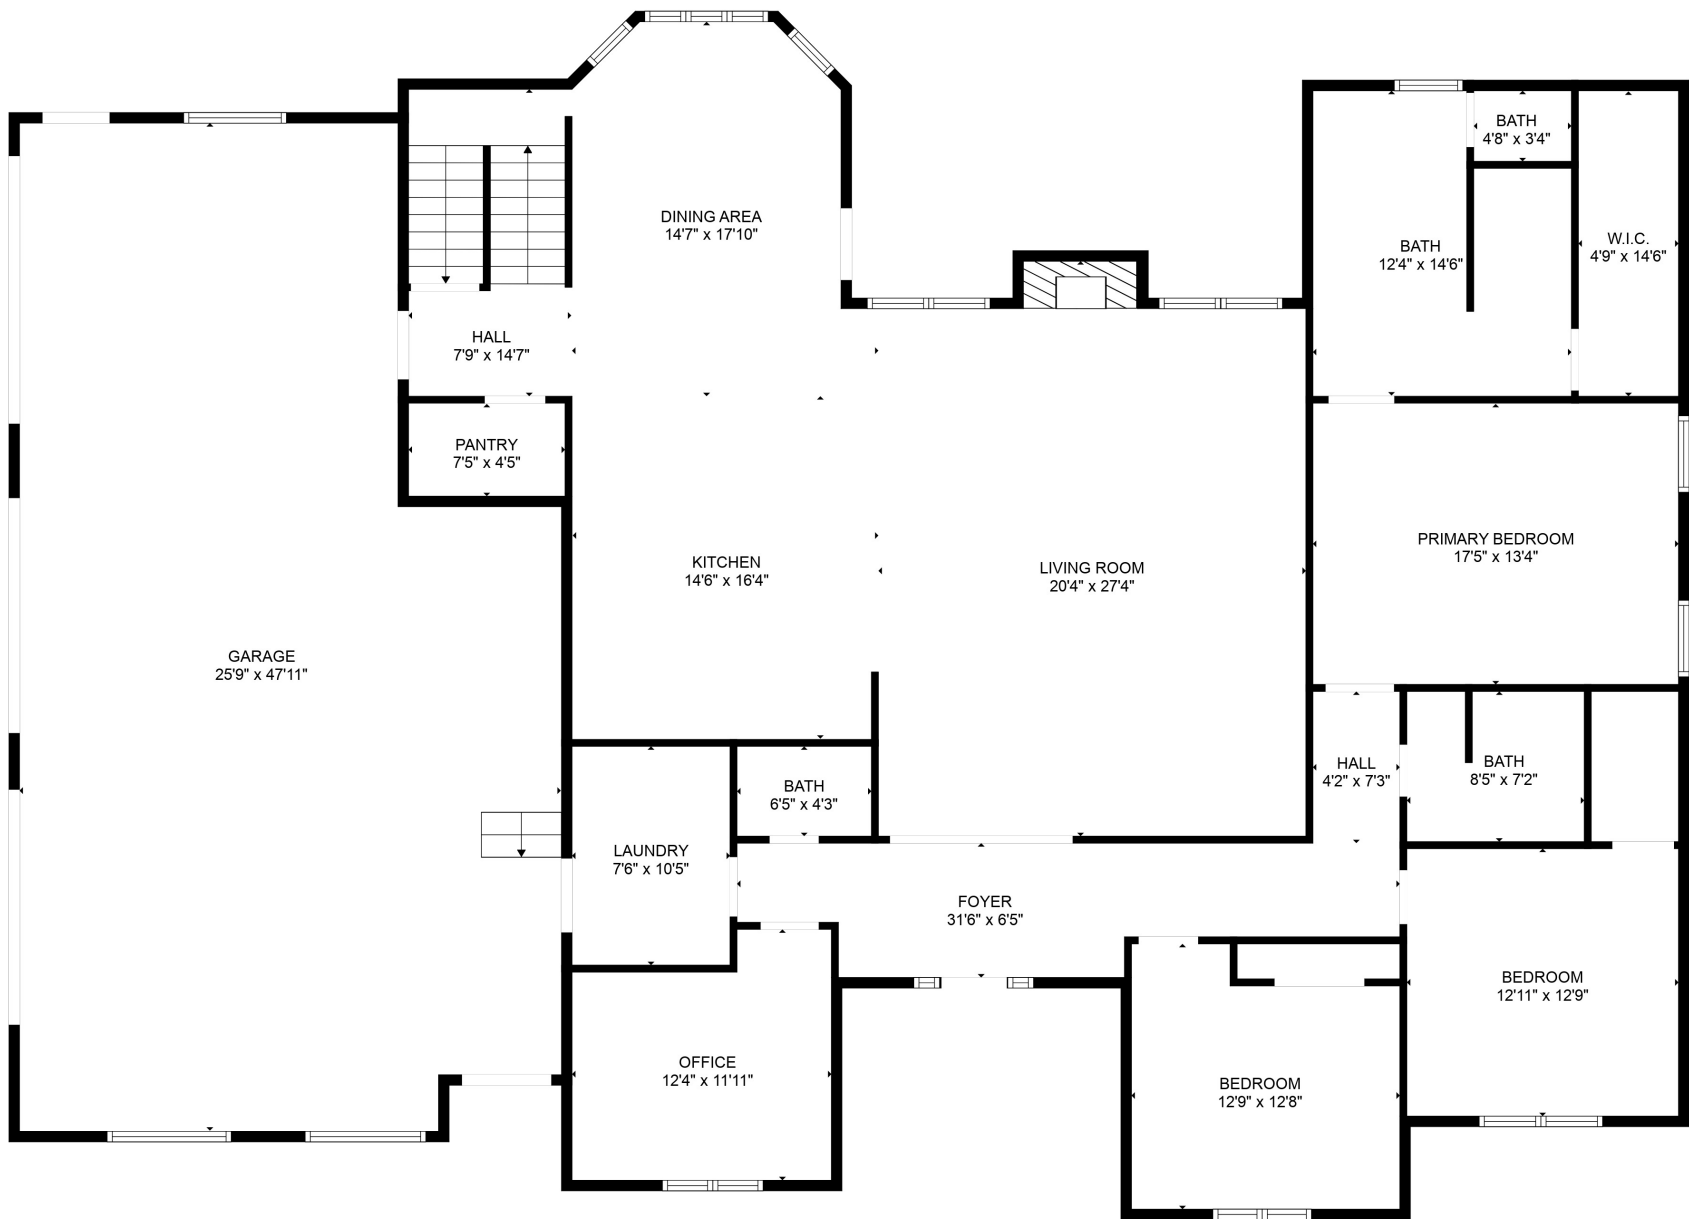 BATH
4'8" x 3'4"
DINING AREA
14'7" x 17'10"
BATH
12'4" x 14'6"
W.I.C.
4'9" x 14'6"
HALL
7'9" x 14'7"
PANTRY
7'5" x 4'5"
KITCHEN
14'6" x 16'4"
LIVING ROOM
20'4" x 27'4"
PRIMARY BEDROOM
17'5" x 13'4"
GARAGE
25'9" x 47'11"
BATH
6'5" x 4'3"
HALL
4'2" x 7'3"
BATH
8'5" x 7'2"
LAUNDRY
7'6" x 10'5"
FOYER
31'6" x 6'5"
BEDROOM
12'11" x 12'9"
OFFICE
12'4" x 11'11"
BEDROOM
12'9" x 12'8"